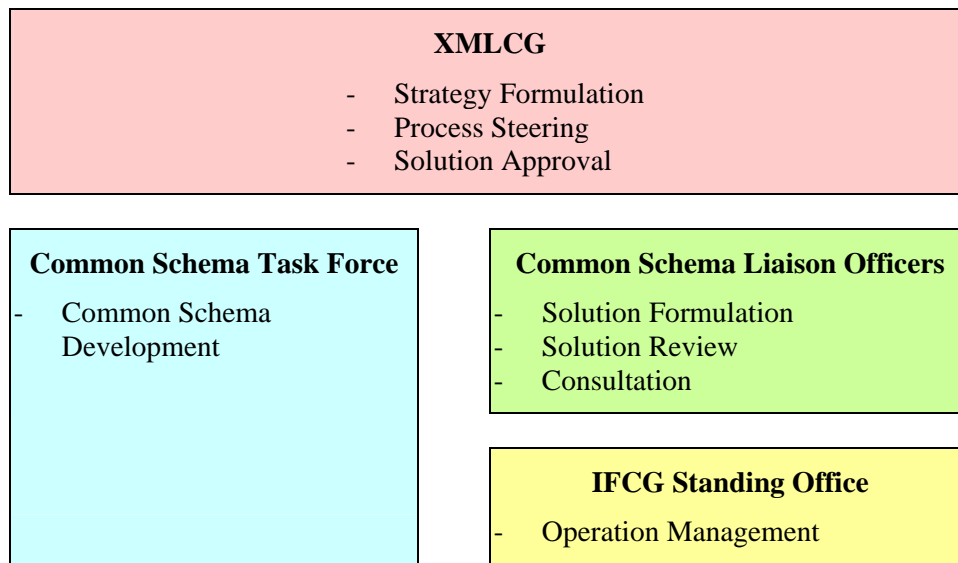 XMLCG
- Strategy Formulation
- Process Steering
- Solution Approval
Common Schema Task Force
- Common Schema
Development
Common Schema Liaison Officers
- Solution Formulation
- Solution Review
- Consultation
IFCG Standing Office
- Operation Management